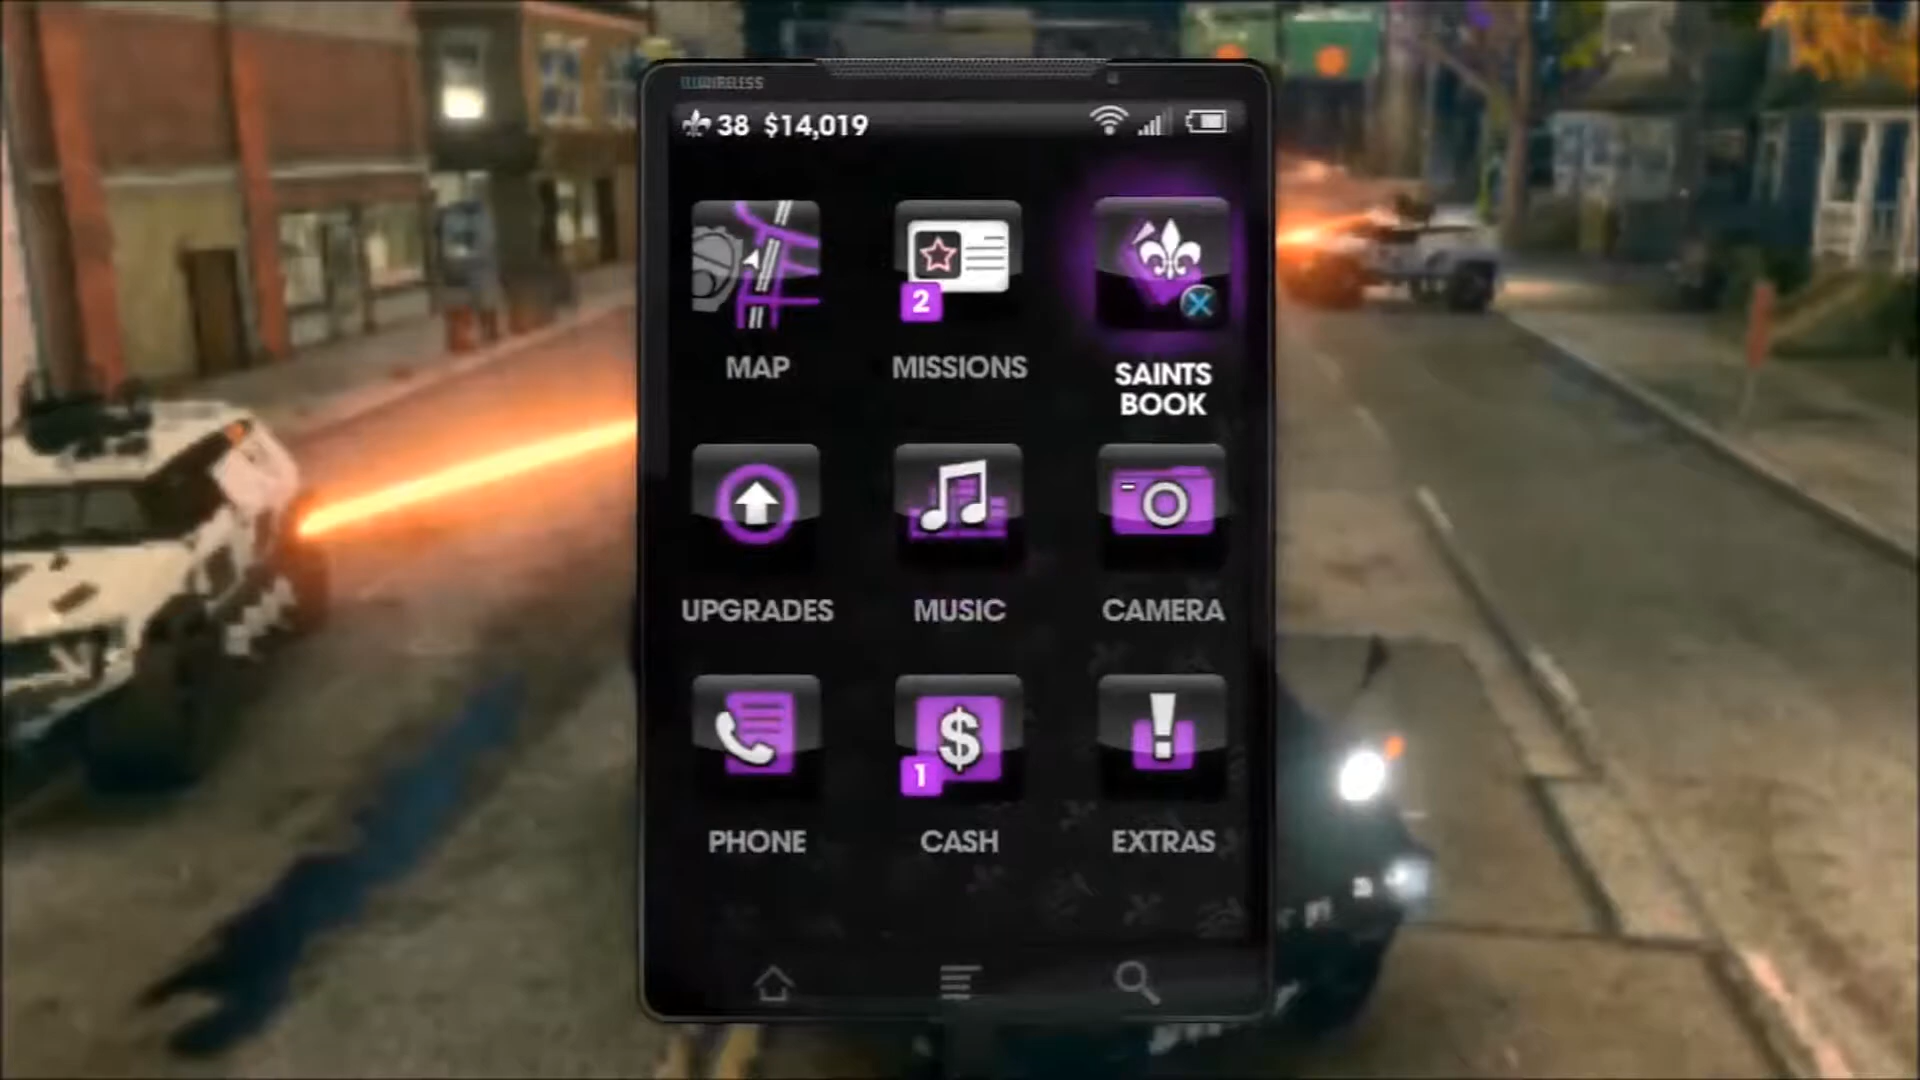 38 $14,019
MAP
2
MISSIONS
SAINTS
BOOK
UPGRADES
MUSIC
CAMERA
PHONE
$
1
CASH
!
EXTRAS